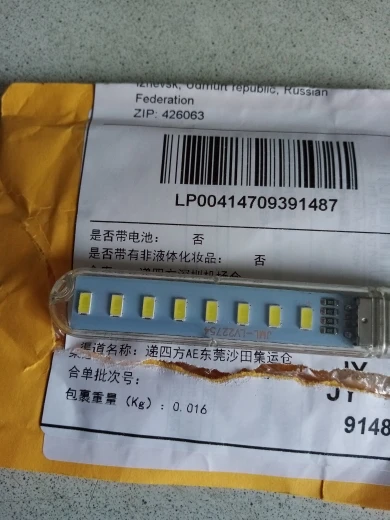 Izhevsk, Udmurt republic, Russian
Federation
ZIP: 426063
LP00414709391487
是否带电池: 否
是否带有非液体化妆品: 否
渠道名称: 递四方AE东莞沙田集运仓
合单批次号:
JY
包裹重量 (Kg) : 0.016
9148